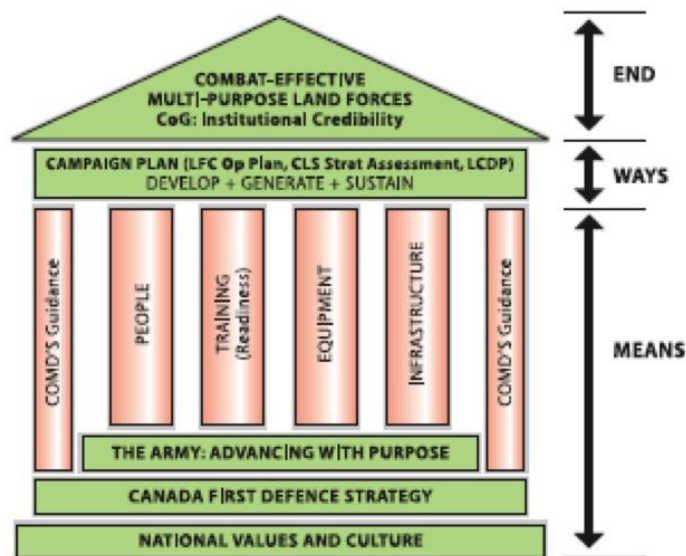 COMBAT-EFFECTIVE
MULTI-PURPOSE LAND FORCES
CoG: Institutional Credibility
END
CAMPAIGN PLAN (LFC Op Plan, CLS Strat Assessment, LCDP)
DEVELOP + GENERATE + SUSTAIN
WAYS
COMD'S Guidance
PEOPLE
TRAINING
(Readiness)
EQUIPMENT
INFRASTRUCTURE
COMD'S Guidance
MEANS
THE ARMY: ADVANCING WITH PURPOSE
CANADA FIRST DEFENCE STRATEGY
NATIONAL VALUES AND CULTURE